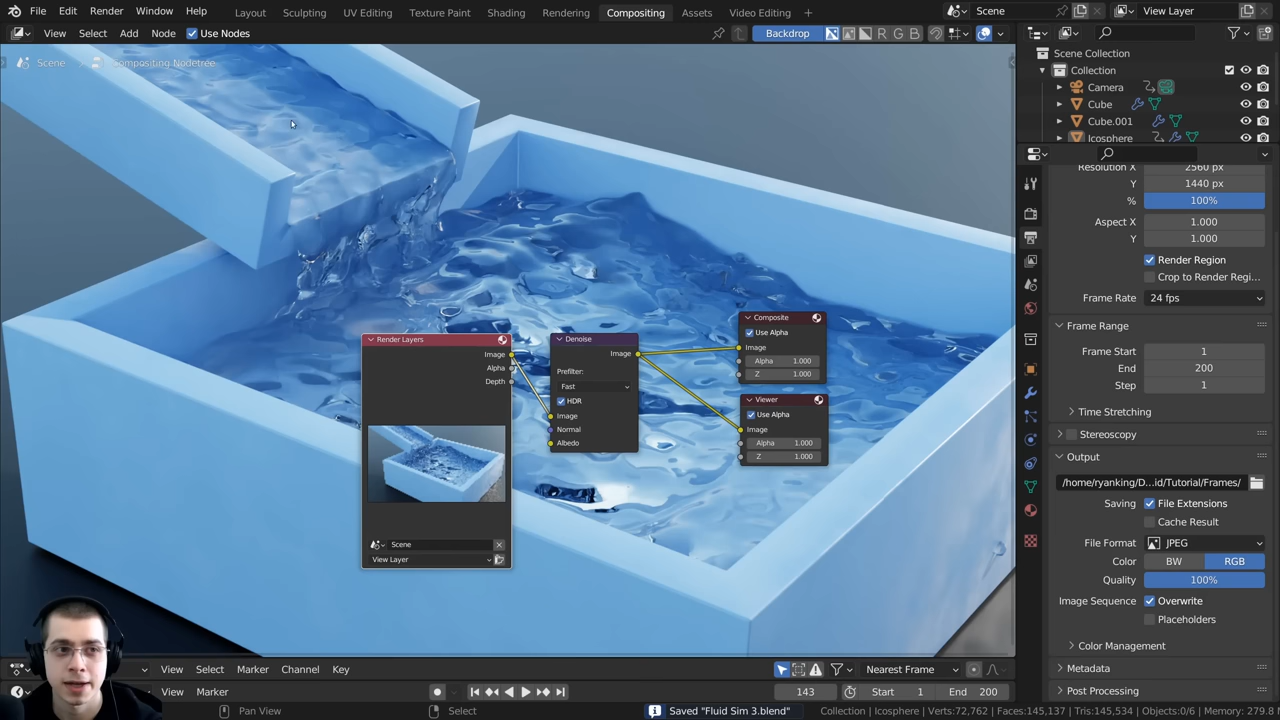 File Edit Render Window Help Layout Sculpting UV Editing Texture Paint Shading Rendering Compositing Assets Video Editing + Scene View Layer
View Select Add Node Use Nodes Backdrop R G B
Scene Compositing Nodetree
Scene Collection
Collection
Camera
Cube
Cube.001
Icosphere
Resolution X 2560 px
Y 1440 px
% 100%
Aspect X 1.000
Y 1.000
Render Region
Crop to Render Regi...
Frame Rate 24 fps
Frame Range
Frame Start 1
End 200
Step 1
Time Stretching
Stereoscopy
Output
/home/ryanking/D...id/Tutorial/Frames/
Saving File Extensions
Cache Result
File Format JPEG
Color BW RGB
Quality 100%
Image Sequence Overwrite
Placeholders
Color Management
Metadata
Post Processing
Render Layers
Image
Alpha
Depth
Scene
View Layer
Denoise
Image
Prefilter:
Fast
HDR
Image
Normal
Albedo
Composite
Use Alpha
Image
Alpha 1.000
Z 1.000
Viewer
Use Alpha
Image
Alpha 1.000
Z 1.000
View Select Marker Channel Key Nearest Frame
View Marker 143 Start 1 End 200
Pan View Select Saved "Fluid Sim 3.blend" Collection | Icosphere | Verts:72,762 | Faces:145,137 | Tris:145,534 | Objects:0/6 | Memory: 279.8